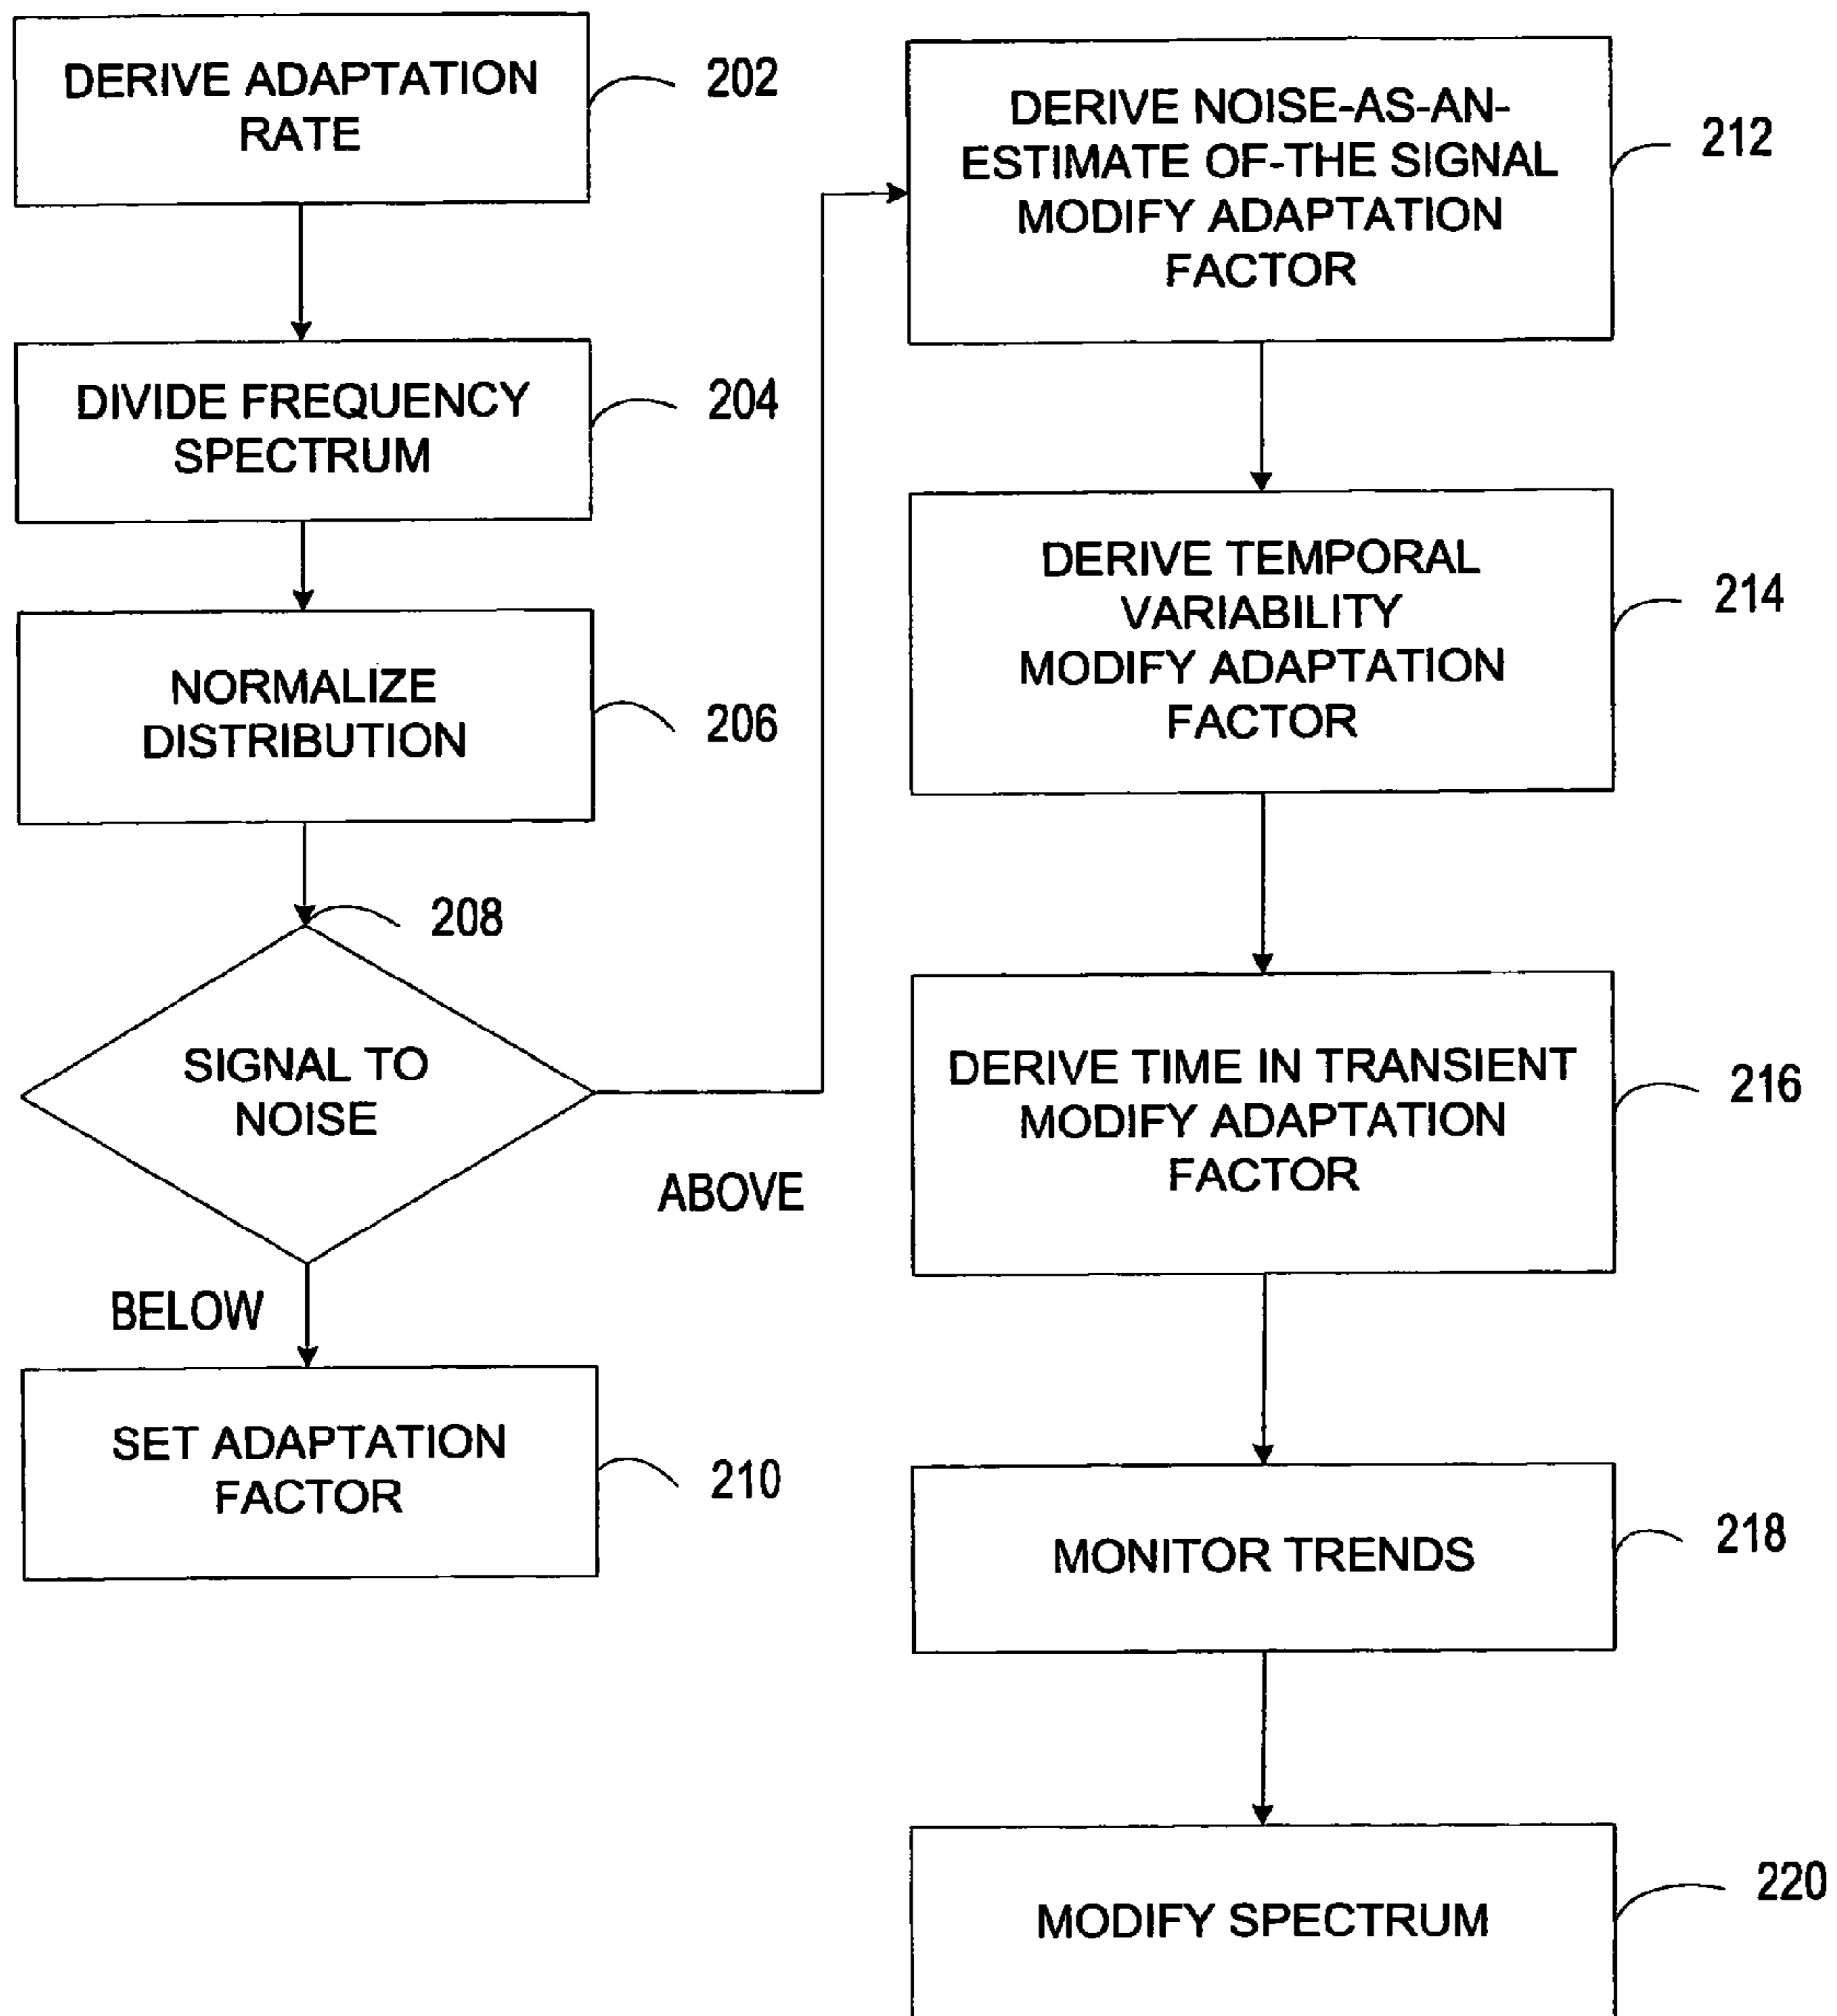 DERIVE ADAPTATION
RATE
202
DIVIDE FREQUENCY
SPECTRUM
204
NORMALIZE
DISTRIBUTION
206
208
SIGNAL TO
NOISE
ABOVE
BELOW
SET ADAPTATION
FACTOR
210
DERIVE NOISE-AS-AN-
ESTIMATE OF-THE SIGNAL
MODIFY ADAPTATION
FACTOR
212
DERIVE TEMPORAL
VARIABILITY
MODIFY ADAPTATION
FACTOR
214
DERIVE TIME IN TRANSIENT
MODIFY ADAPTATION
FACTOR
216
MONITOR TRENDS
218
MODIFY SPECTRUM
220